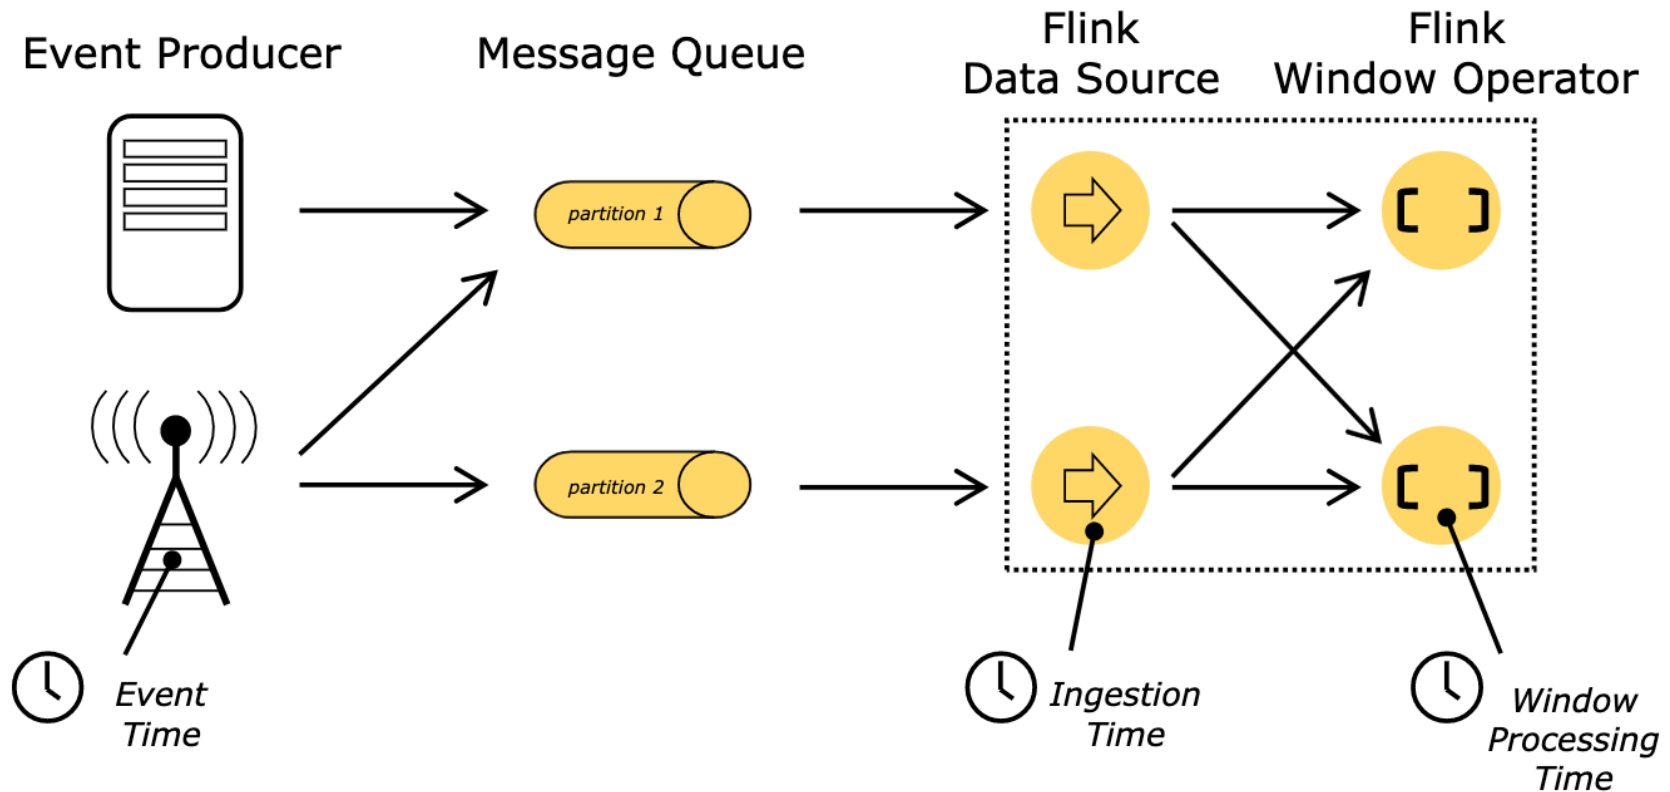 Event Producer
Message Queue
Flink
Data Source
Flink
Window Operator
partition 1
partition 2
Event
Time
Ingestion
Time
Window
Processing
Time